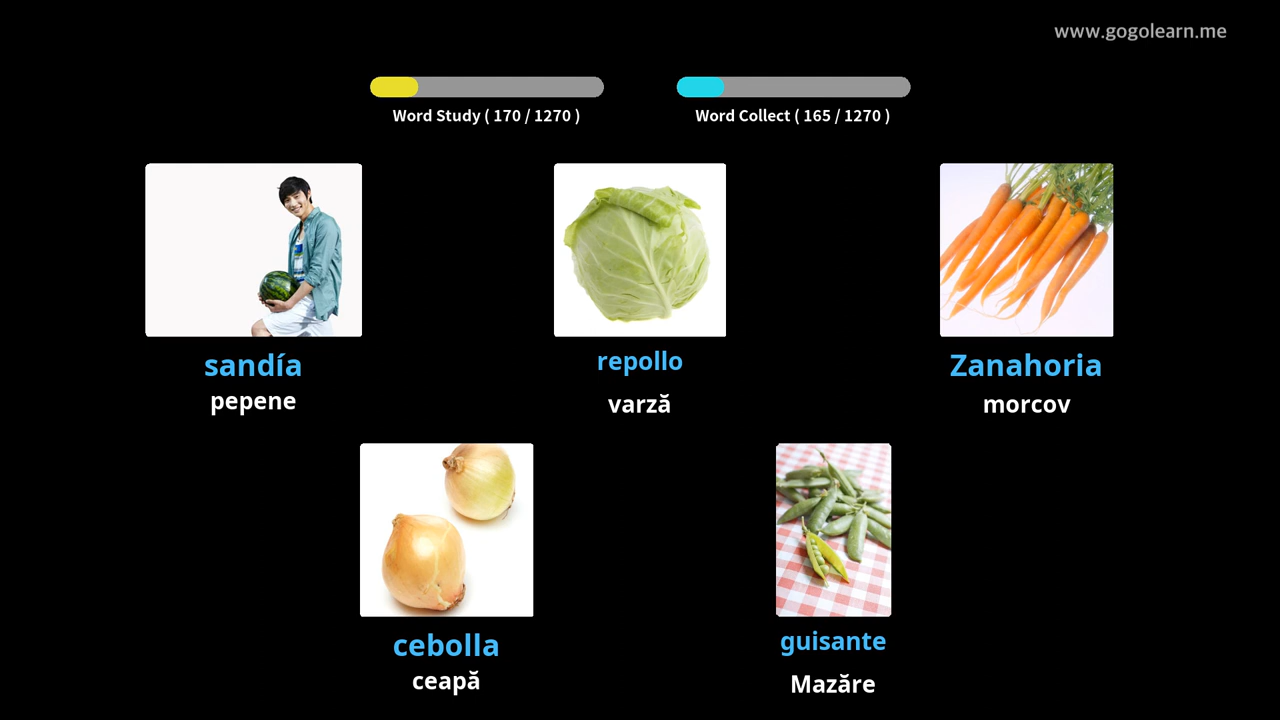 www.gogolearn.me
Word Study ( 170 / 1270 )
Word Collect ( 165 / 1270 )
sandía
pepene
repollo
varză
Zanahoria
morcov
cebolla
ceapă
guisante
Mazăre